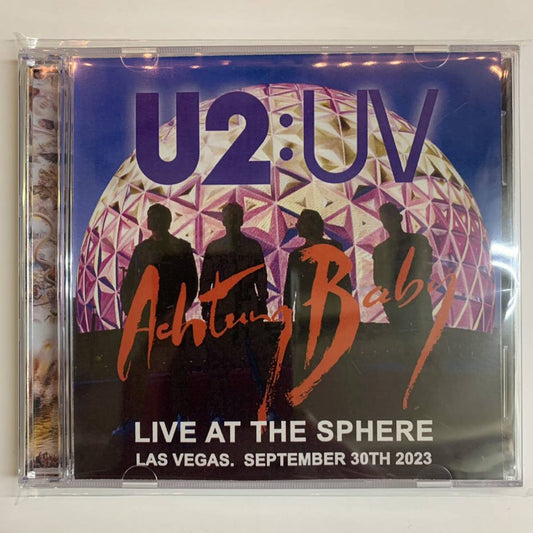 U2:UV
Achtung Baby
LIVE AT THE SPHERE
LAS VEGAS. SEPTEMBER 30TH 2023